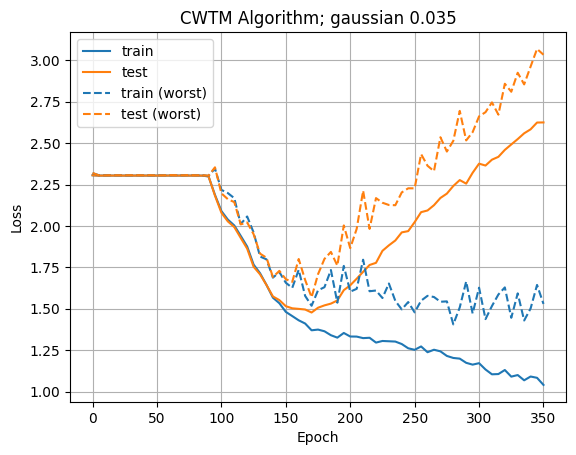 CWTM Algorithm; gaussian 0.035
train
test
train (worst)
test (worst)
Loss
3.00
2.75
2.50
2.25
2.00
1.75
1.50
1.25
1.00
0 50 100 150 200 250 300 350
Epoch